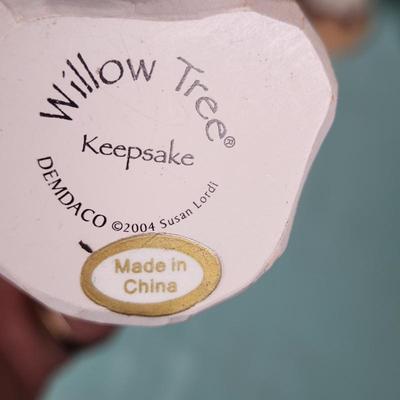 Willow Tree®
Keepsake
DEMDACO ©2004 Susan Lordi
Made in
China